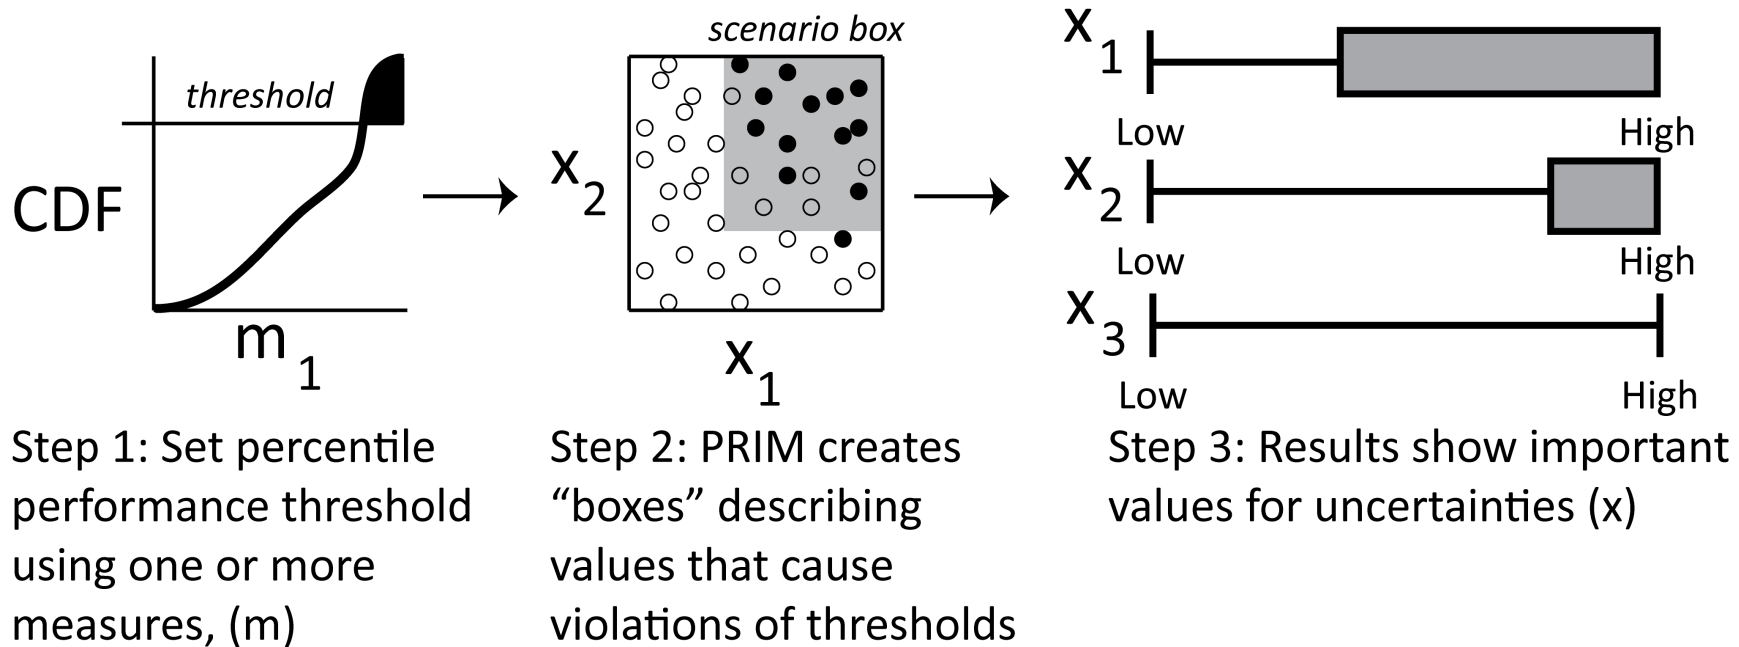 threshold
CDF
m1
Step 1: Set percentile
performance threshold
using one or more
measures, (m)
scenario box
x2
x1
Step 2: PRIM creates
“boxes” describing
values that cause
violations of thresholds
x1
Low High
x2
Low High
x3
Low High
Step 3: Results show important
values for uncertainties (x)